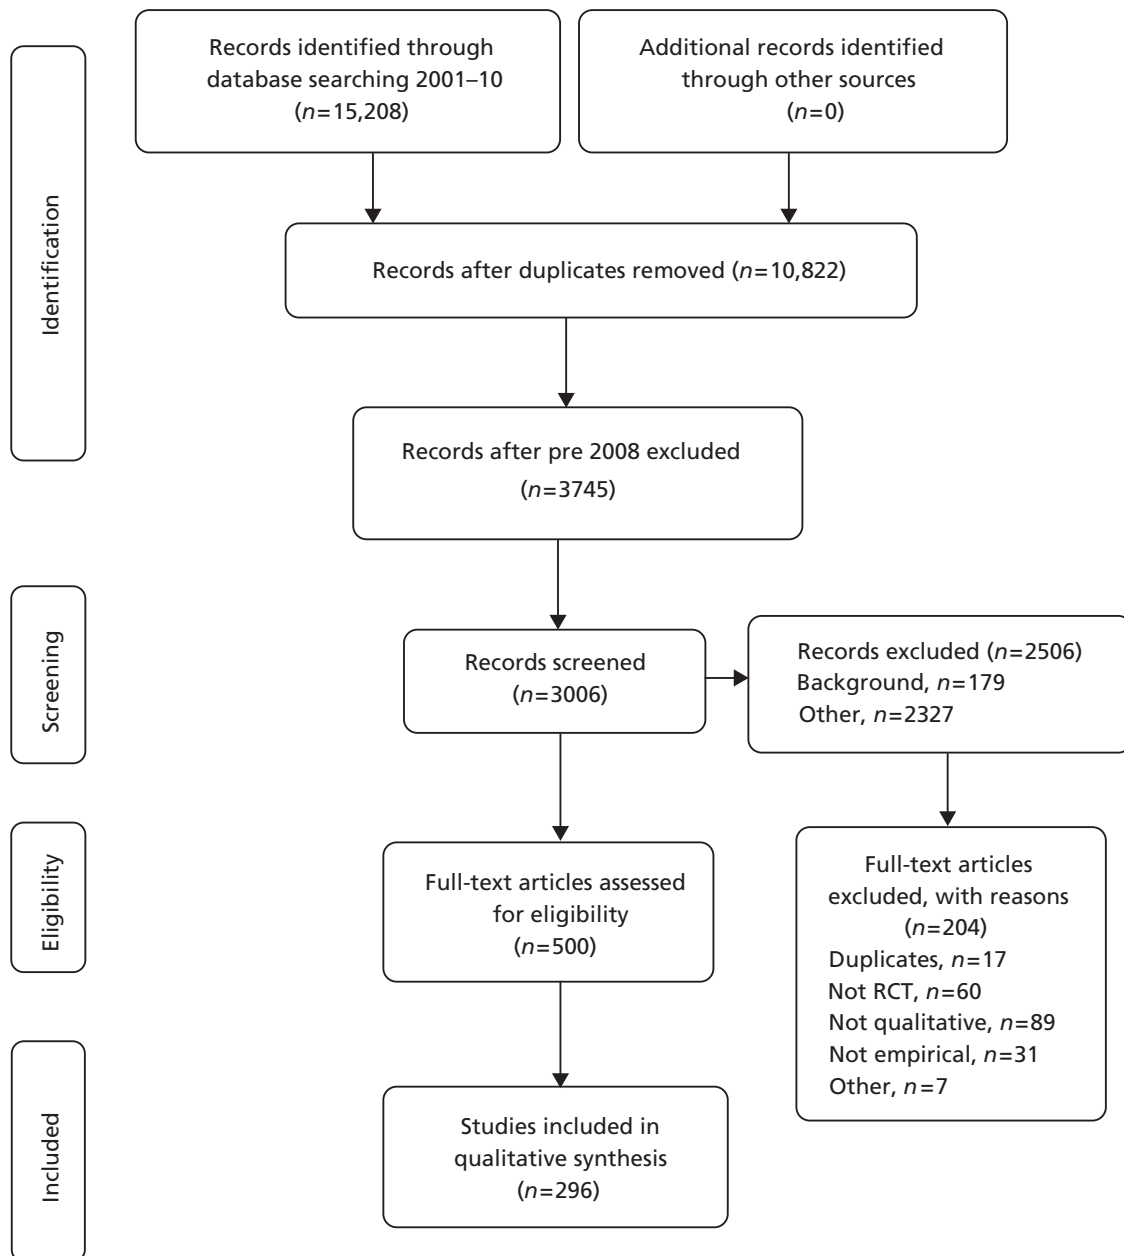 Identification
Records identified through
database searching 2001–10
(n=15,208)
Additional records identified
through other sources
(n=0)
Records after duplicates removed (n=10,822)
Records after pre 2008 excluded
(n=3745)
Screening
Records screened
(n=3006)
Records excluded (n=2506)
Background, n=179
Other, n=2327
Eligibility
Full-text articles assessed
for eligibility
(n=500)
Full-text articles
excluded, with reasons
(n=204)
Duplicates, n=17
Not RCT, n=60
Not qualitative, n=89
Not empirical, n=31
Other, n=7
Included
Studies included in
qualitative synthesis
(n=296)